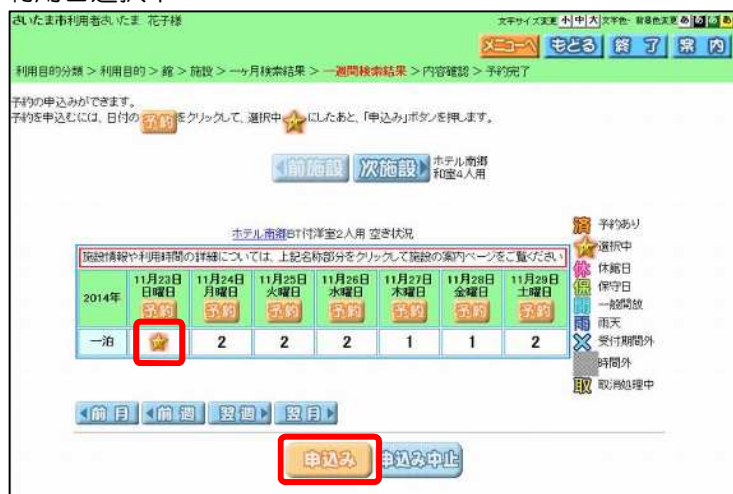 さいたま市利用者さいたま 花子様
文字サイズ変更 小 中 大 文字色・背景色変更 あ あ あ あ
メニューへ もどる 終了 案内
利用目的分類 > 利用目的 > 館 > 施設 > 一ヶ月検索結果 > 一週間検索結果 > 内容確認 > 予約完了
予約の申込みができます。
予約を申込むには、日付の 予約 をクリックして、選択中 にしたあと、「申込み」ボタンを押します。
前施設 次施設 ホテル南郷
和室4人用
ホテル南郷BT付洋室2人用 空き状況
施設情報や利用時間の詳細については、上記名称部分をクリックして施設の案内ページをご覧ください
2014年 11月23日 11月24日 11月25日 11月26日 11月27日 11月28日 11月29日
日曜日 月曜日 火曜日 水曜日 木曜日 金曜日 土曜日
予約 予約 予約 予約 予約 予約 予約
一泊 2 2 2 1 1 2
済 予約あり
選択中
休 休館日
保 保守日
開 一般開放
雨 雨天
受付期間外
時間外
取 取消処理中
前月 前週 翌週 翌月
申込み 申込み中止